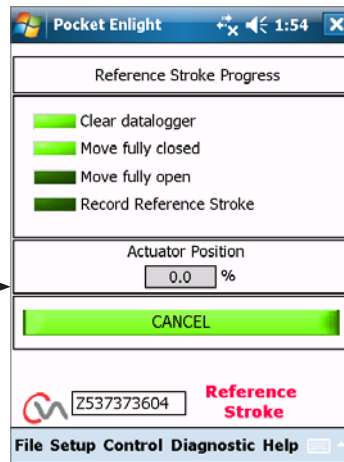 Pocket Enlight 1:54
Reference Stroke Progress
Clear datalogger
Move fully closed
Move fully open
Record Reference Stroke
Actuator Position
0.0 %
CANCEL
Z537373604
Reference
Stroke
File Setup Control Diagnostic Help